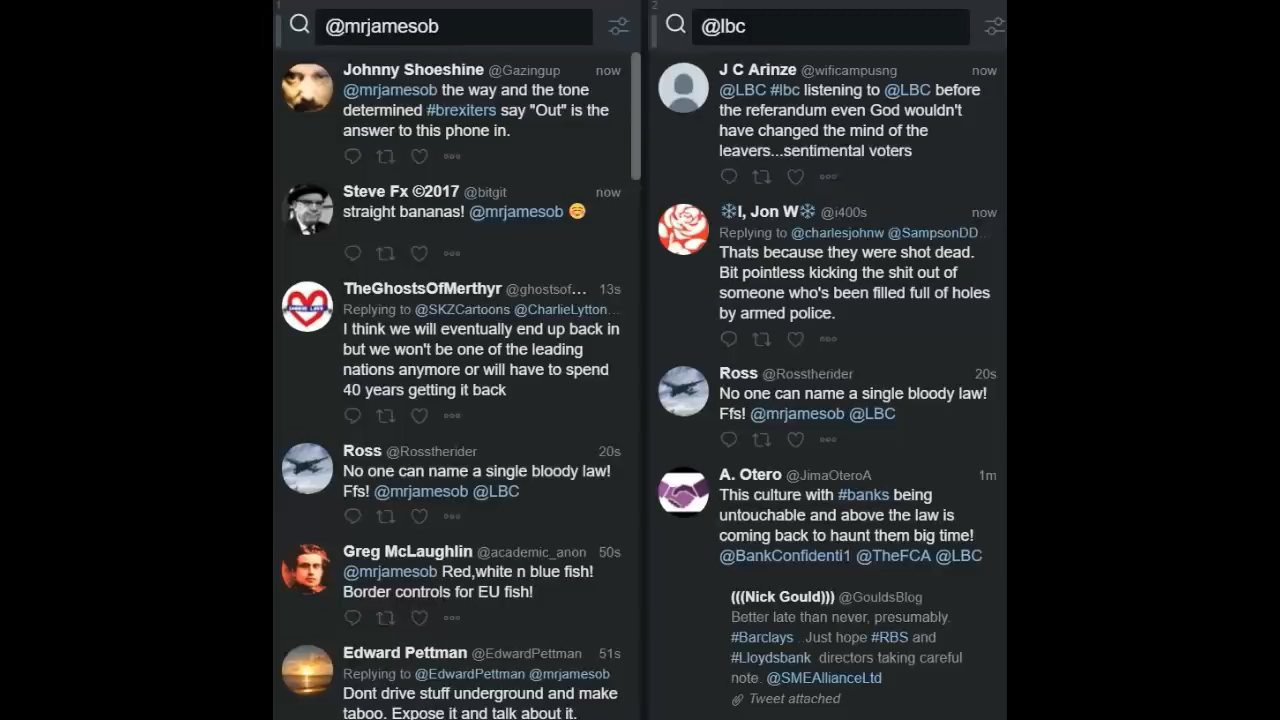 1
@mrjamesob
Johnny Shoeshine @Gazingup now
@mrjamesob the way and the tone
determined #brexiters say "Out" is the
answer to this phone in.
Steve Fx ©2017 @bitgit now
straight bananas! @mrjamesob 😊
TheGhostsOfMerthyr @ghostsof... 13s
Replying to @SKZCartoons @CharlieLytton...
I think we will eventually end up back in
but we won't be one of the leading
nations anymore or will have to spend
40 years getting it back
Ross @Rosstherider 20s
No one can name a single bloody law!
Ffs! @mrjamesob @LBC
Greg McLaughlin @academic_anon 50s
@mrjamesob Red,white n blue fish!
Border controls for EU fish!
Edward Pettman @EdwardPettman 51s
Replying to @EdwardPettman @mrjamesob
Dont drive stuff underground and make
taboo. Expose it and talk about it.
2
@lbc
J C Arinze @wificampusng now
@LBC #lbc listening to @LBC before
the referendum even God wouldn't
have changed the mind of the
leavers...sentimental voters
❄I, Jon W❄ @i400s now
Replying to @charlesjohnw @SampsonDD...
Thats because they were shot dead.
Bit pointless kicking the shit out of
someone who's been filled full of holes
by armed police.
Ross @Rosstherider 20s
No one can name a single bloody law!
Ffs! @mrjamesob @LBC
A. Otero @JimaOteroA 1m
This culture with #banks being
untouchable and above the law is
coming back to haunt them big time!
@BankConfidenti1 @TheFCA @LBC
(((Nick Gould))) @GouldsBlog
Better late than never, presumably.
#Barclays ..Just hope #RBS and
#Lloydsbank directors taking careful
note. @SMEAllianceLtd
Tweet attached